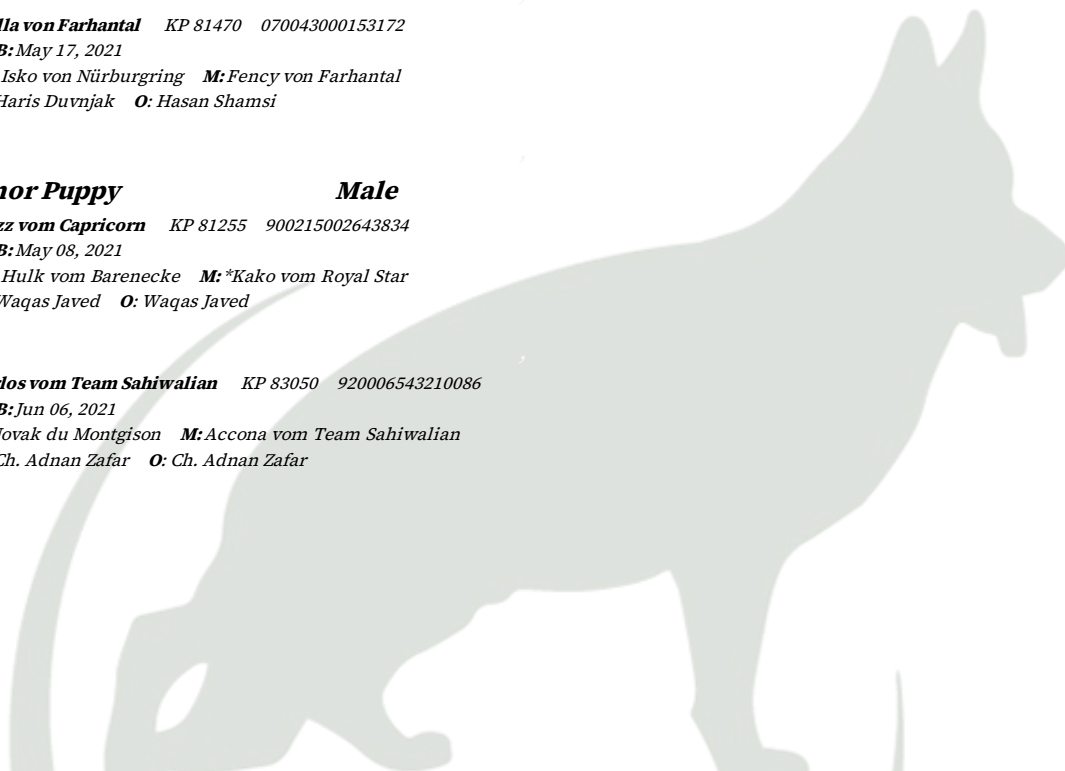 lla von Farhantal KP 81470 070043000153172
B: May 17, 2021
Isko von Nürburgring M: Fency von Farhantal
Haris Duvnjak O: Hasan Shamsi
nor Puppy Male
zz vom Capricorn KP 81255 900215002643834
B: May 08, 2021
Hulk vom Barenecke M: *Kako vom Royal Star
Waqas Javed O: Waqas Javed
rlos vom Team Sahiwalian KP 83050 920006543210086
B: Jun 06, 2021
Jovak du Montgison M: Accona vom Team Sahiwalian
Ch. Adnan Zafar O: Ch. Adnan Zafar